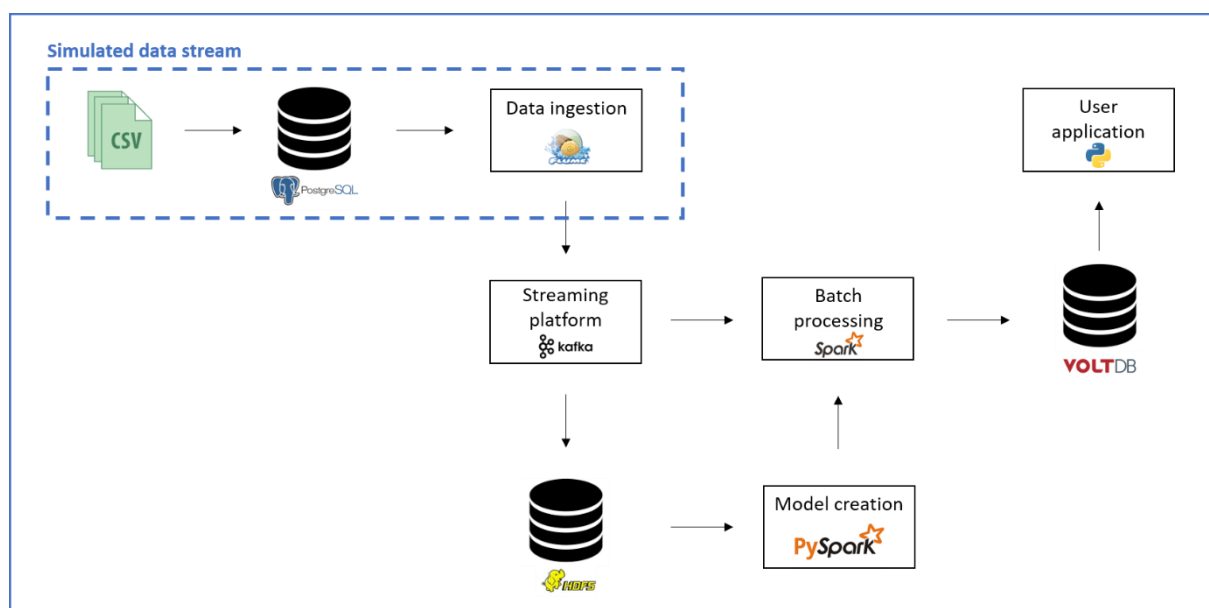 Simulated data stream
CSV
PostgreSQL
Data ingestion
User
application
Streaming
platform
kafka
Batch
processing
Spark
VOLTDB
HDFS
Model creation
PySpark